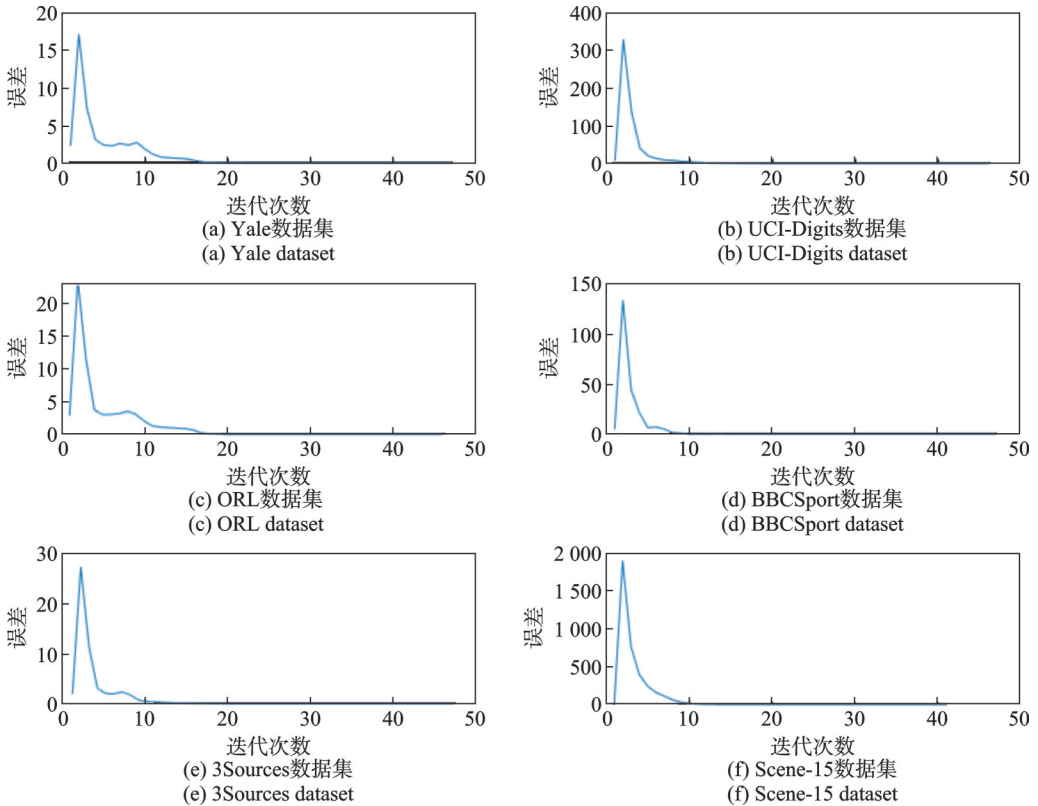 20
15
10
5
0
误差
0 10 20 30 40 50
迭代次数
(a) Yale数据集
(a) Yale dataset
400
300
200
100
0
误差
0 10 20 30 40 50
迭代次数
(b) UCI-Digits数据集
(b) UCI-Digits dataset
20
15
10
5
0
误差
0 10 20 30 40 50
迭代次数
(c) ORL数据集
(c) ORL dataset
150
100
50
0
误差
0 10 20 30 40 50
迭代次数
(d) BBCSport数据集
(d) BBCSport dataset
30
20
10
0
误差
0 10 20 30 40 50
迭代次数
(e) 3Sources数据集
(e) 3Sources dataset
2 000
1 500
1 000
500
0
误差
0 10 20 30 40 50
迭代次数
(f) Scene-15数据集
(f) Scene-15 dataset